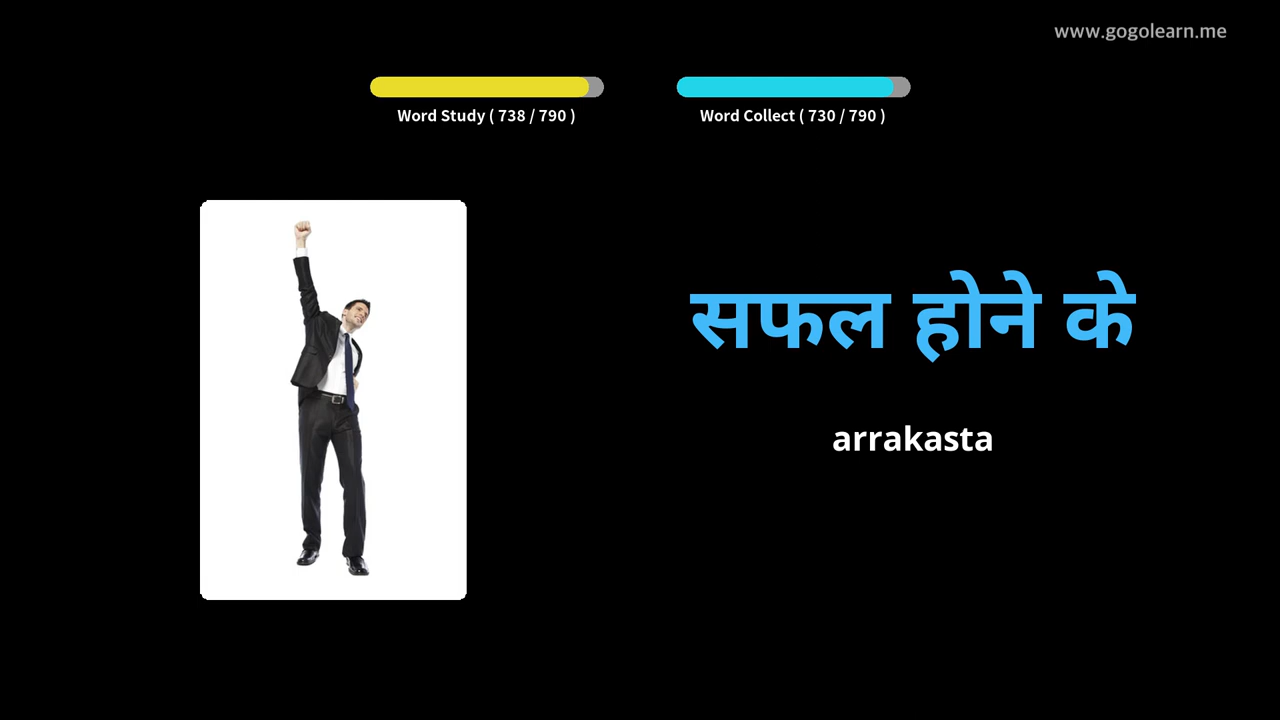 www.gogolearn.me
Word Study ( 738 / 790 )
Word Collect ( 730 / 790 )
सफल होने के
arrakasta